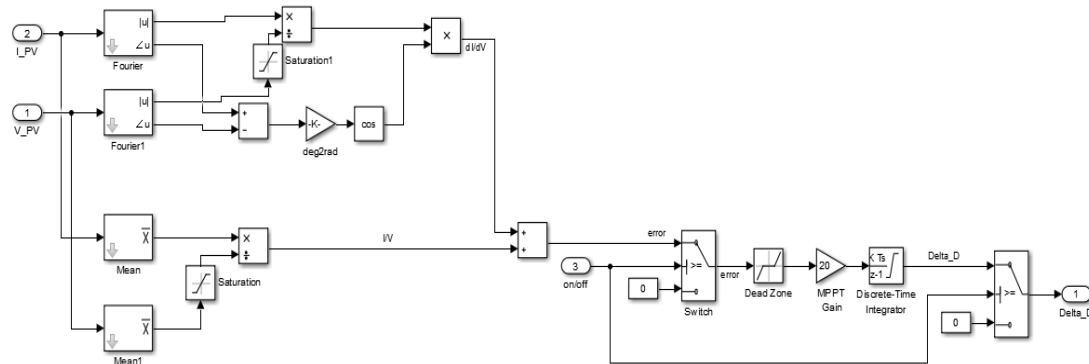 2
I_PV
|u|
∠u
Fourier
×
÷
Saturation1
×
dI/dV
1
V_PV
|u|
∠u
Fourier1
+
−
-K-
deg2rad
cos
X
Mean
×
÷
I/V
Saturation
X
Mean1
+
+
error
3
on/off
>=
0
Switch
error
Dead Zone
20
MPPT
Gain
K Ts
z-1
Discrete-Time
Integrator
Delta_D
>=
0
1
Delta_D